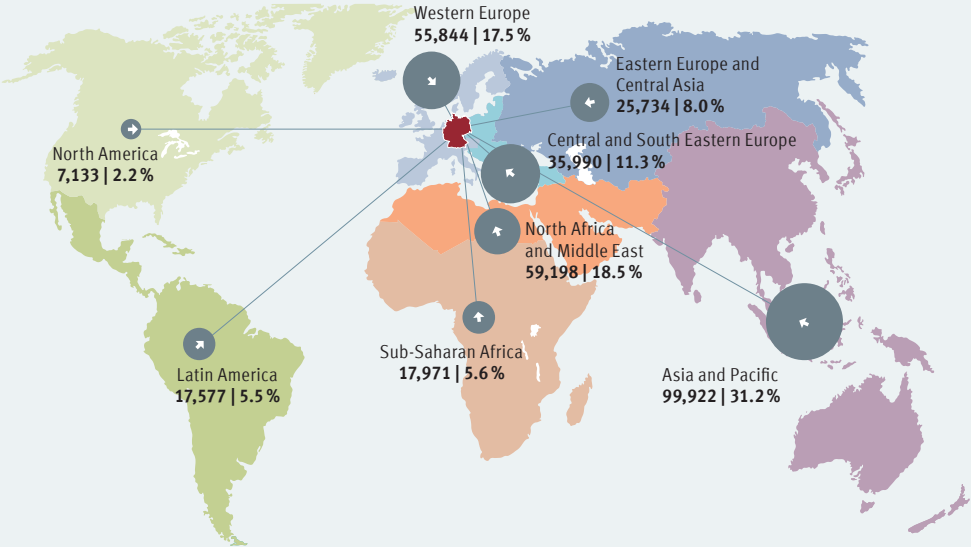 Western Europe
55,844 | 17.5 %
Eastern Europe and
Central Asia
25,734 | 8.0 %
North America
7,133 | 2.2 %
Central and South Eastern Europe
35,990 | 11.3 %
North Africa
and Middle East
59,198 | 18.5 %
Sub-Saharan Africa
17,971 | 5.6 %
Latin America
17,577 | 5.5 %
Asia and Pacific
99,922 | 31.2 %